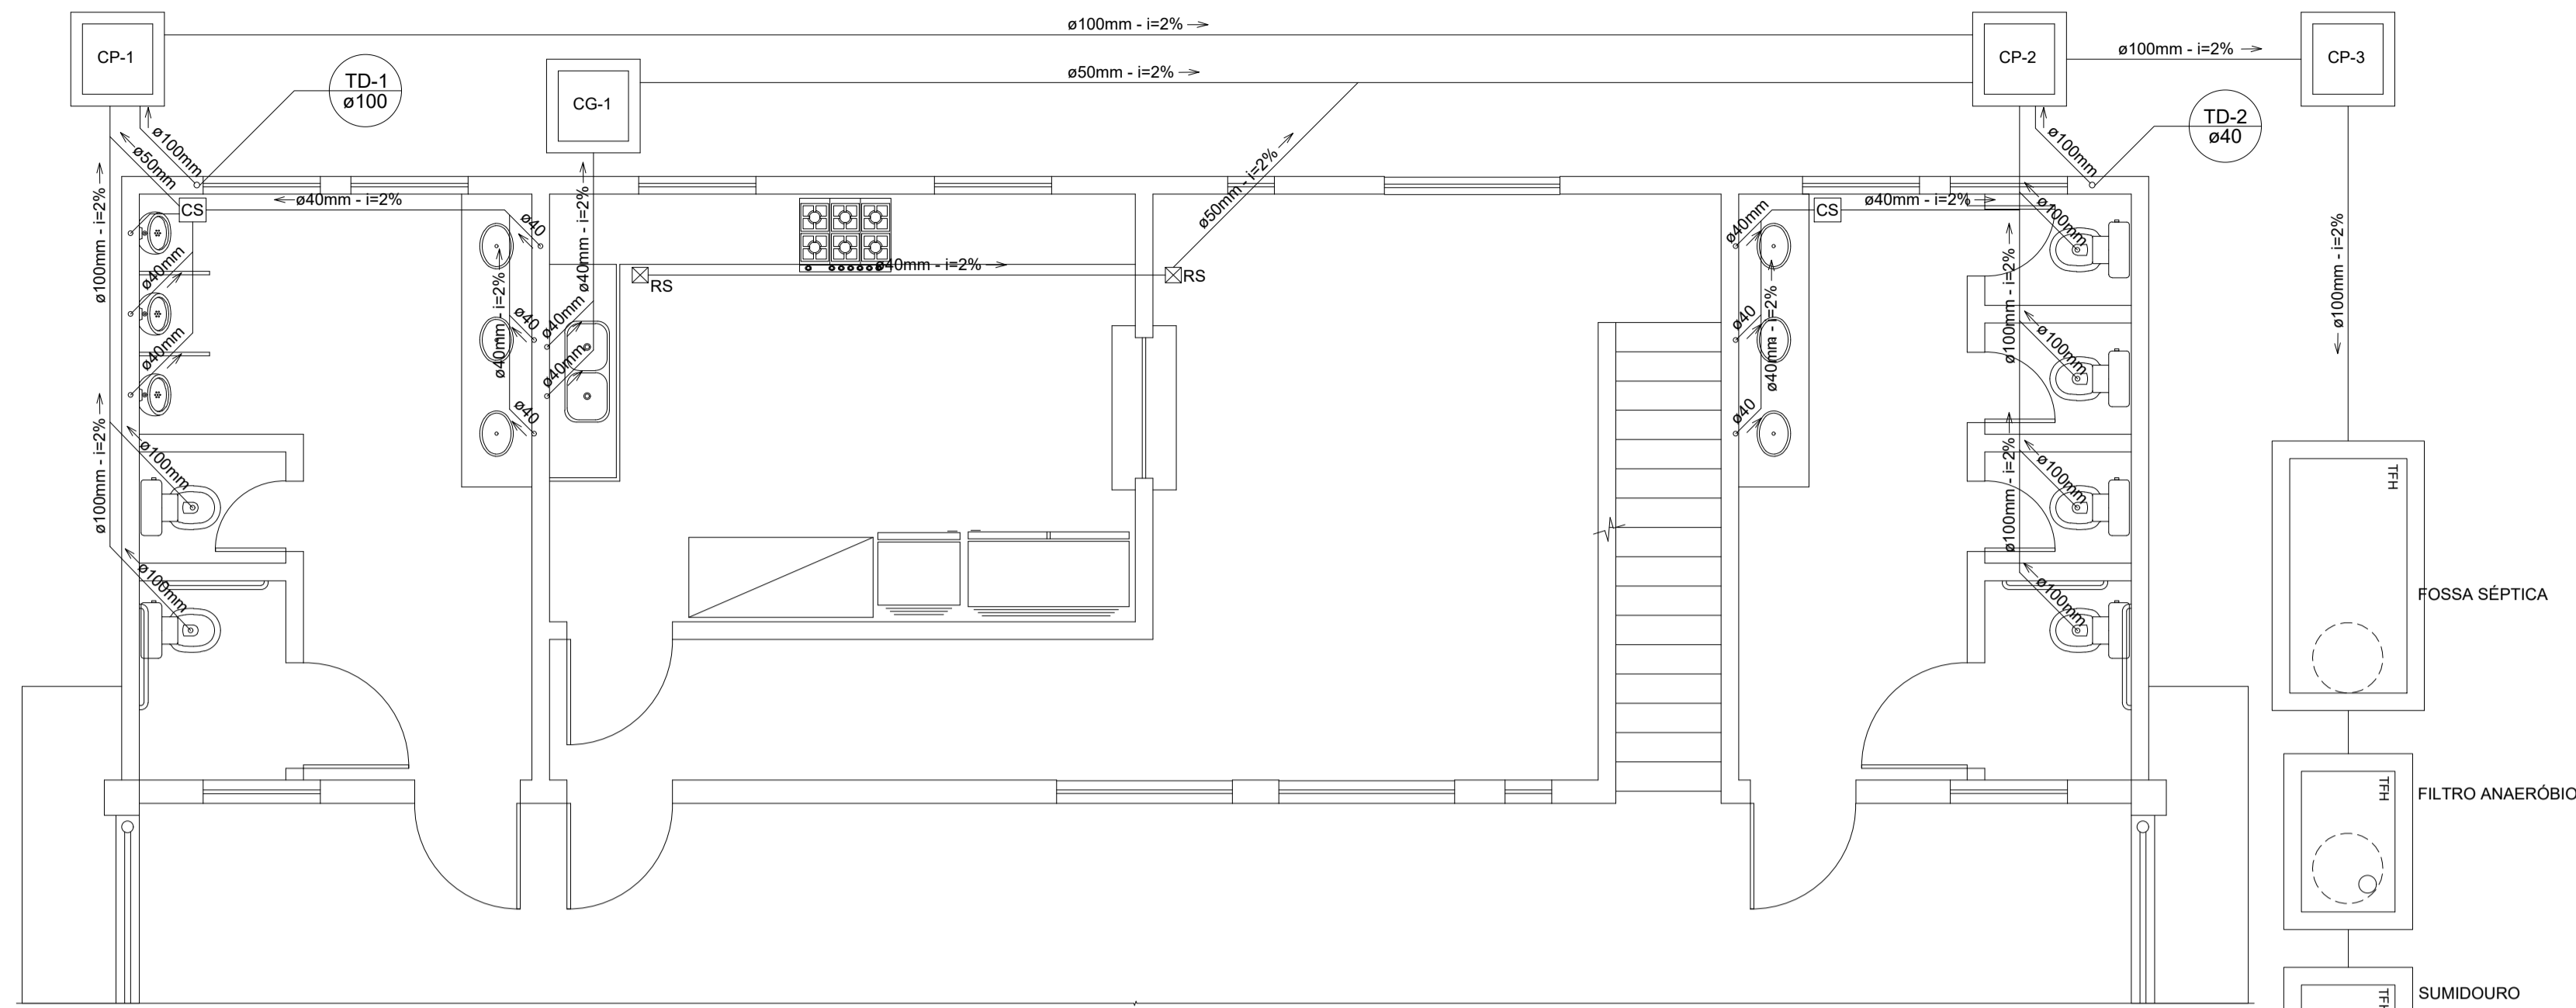 ø100mm - i=2%
CP-1
CP-2
ø100mm - i=2%
CP-3
ø50mm - i=2%
TD-1
ø100
CG-1
TD-2
ø40
ø100mm
ø50mm
ø100mm - i=2%
CS
ø40mm - i=2%
ø40
ø40mm - i=2%
ø50mm - i=2%
ø40mm
CS
ø40mm - i=2%
ø100mm
ø100mm
ø40mm
ø40mm
ø40mm - i=2%
ø40
ø40
ø40mm
ø40mm
ø40mm - i=2%
RS
RS
ø40
ø40
ø40mm - i=2%
ø100mm - i=2%
ø100mm
ø100mm - i=2%
ø100mm - i=2%
ø100mm
ø100mm
ø100mm - i=2%
ø100mm
ø100mm
TFH
FOSSA SÉPTICA
TFH
FILTRO ANAERÓBIO
SUMIDOURO